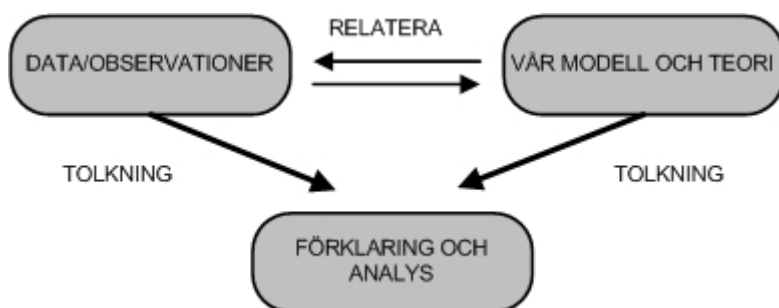 RELATERA
DATA/OBSERVATIONER
VÅR MODELL OCH TEORI
TOLKNING
TOLKNING
FÖRKLARING OCH
ANALYS